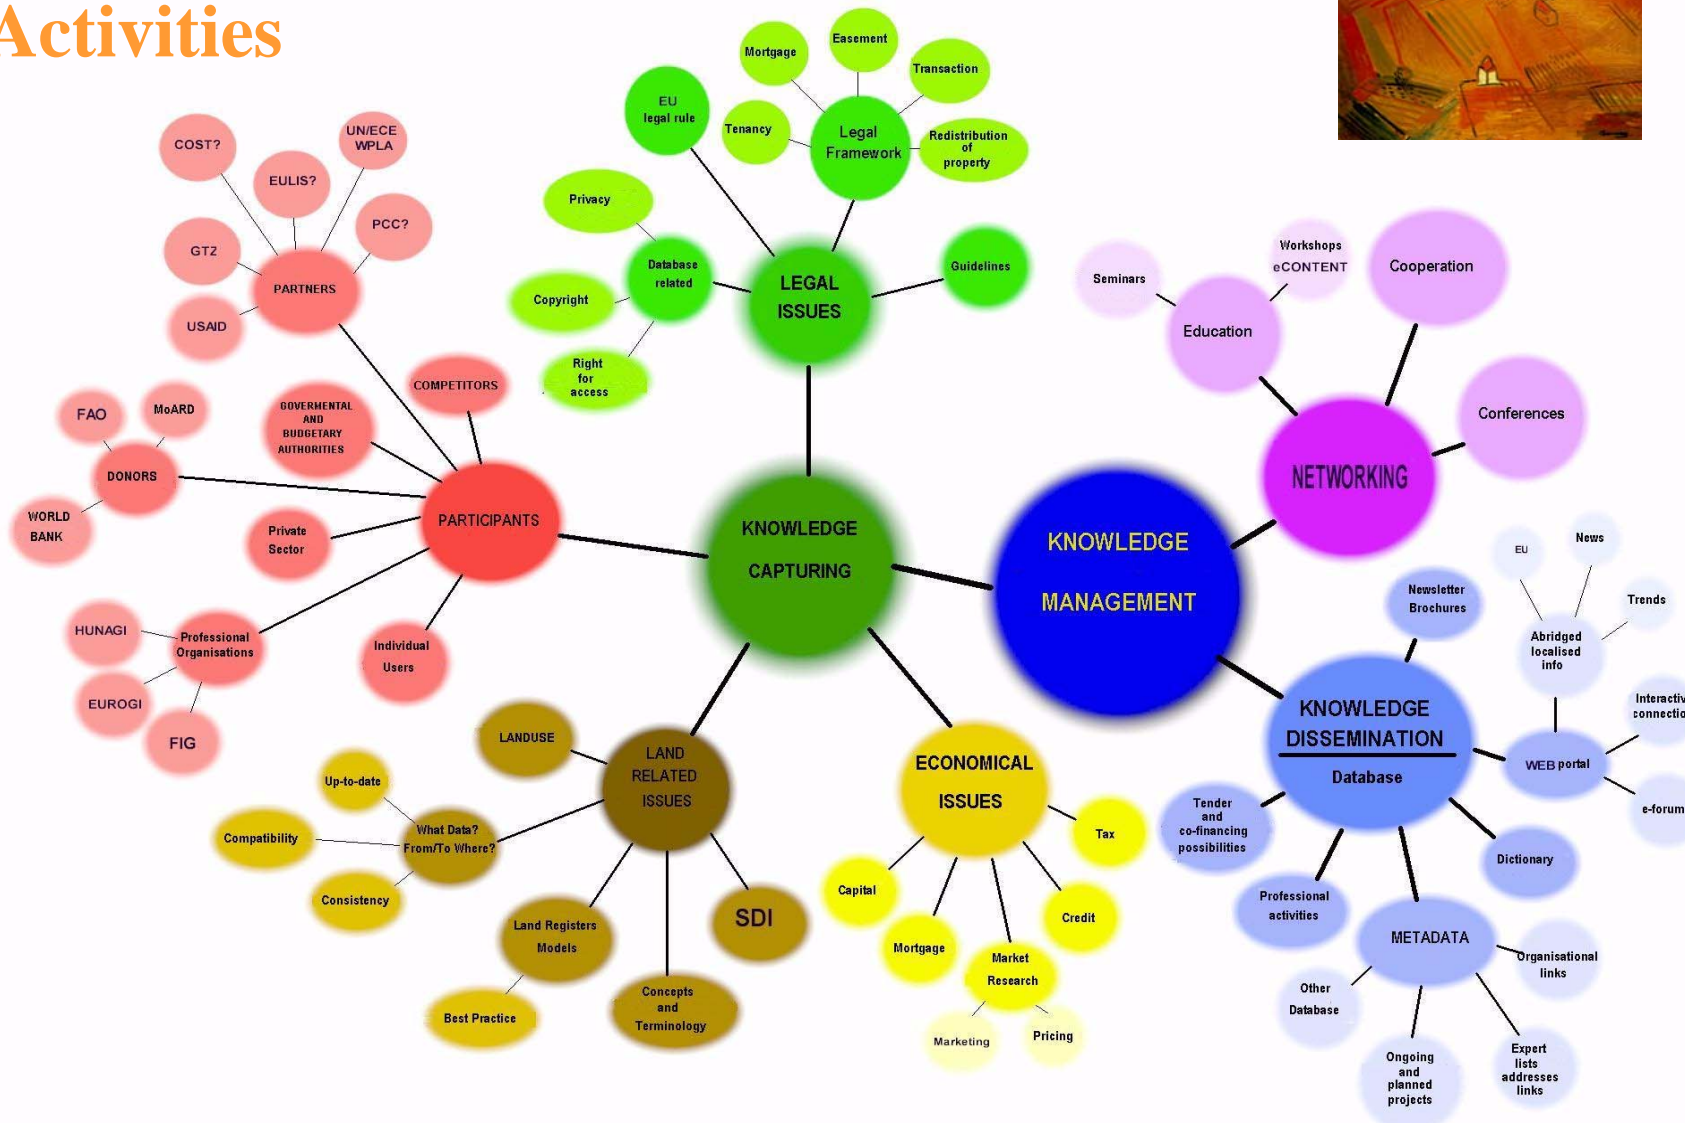 Activities
Mortgage
Easement
Transaction
EU
legal rule
Tenancy
Legal
Framework
Redistribution
of
property
COST?
UN/ECE
WPLA
EULIS?
PCC?
GTZ
PARTNERS
USAID
Privacy
Database
related
Copyright
Right
for
access
LEGAL
ISSUES
Guidelines
Seminars
Workshops
eCONTENT
Education
Cooperation
Conferences
NETWORKING
COMPETITORS
GOVERMENTAL
AND
BUDGETARY
AUTHORITIES
FAO
MoARD
DONORS
WORLD
BANK
Private
Sector
PARTICIPANTS
KNOWLEDGE
CAPTURING
KNOWLEDGE
MANAGEMENT
HUNAGI
Professional
Organisations
EUROGI
FIG
Individual
Users
EU
News
Trends
Newsletter
Brochures
Abridged
localised
info
Interactiv
connectio
KNOWLEDGE
DISSEMINATION
Database
WEB portal
e-forum
Tender
and
co-financing
possibilities
Dictionary
Professional
activities
METADATA
Organisational
links
Other
Database
Ongoing
and
planned
projects
Expert
lists
addresses
links
LANDUSE
LAND
RELATED
ISSUES
Up-to-date
What Data?
From/To Where?
Compatibility
Consistency
Land Registers
Models
SDI
Best Practice
Concepts
and
Terminology
ECONOMICAL
ISSUES
Tax
Capital
Credit
Mortgage
Market
Research
Marketing
Pricing